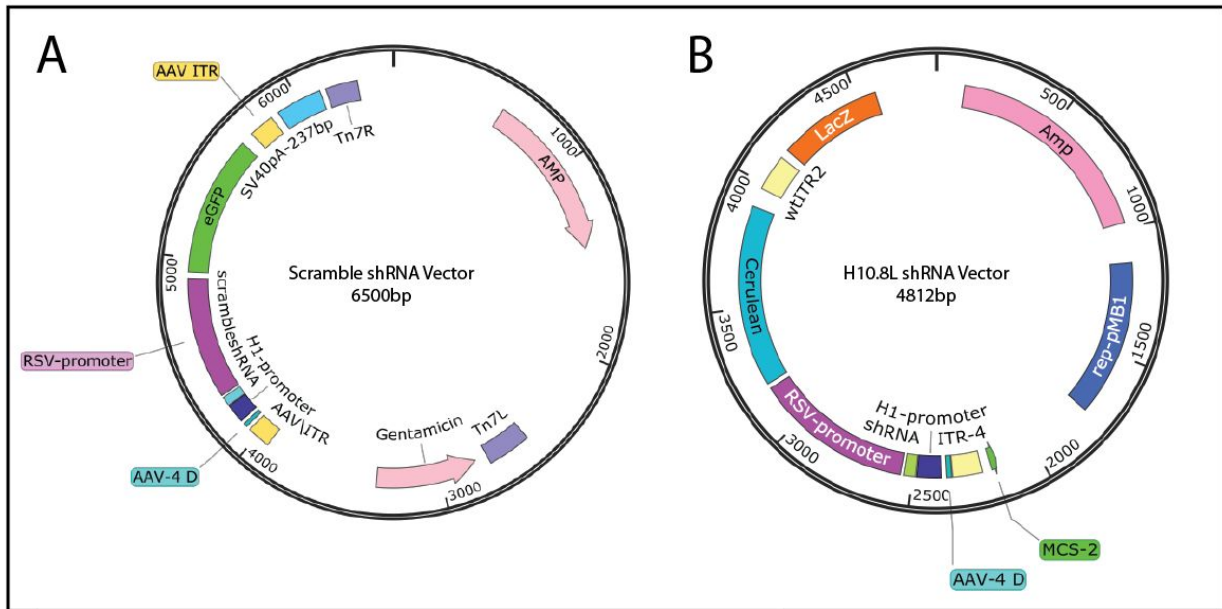 A
AAV ITR
6000
SV40pA-237bp
Tn7R
1000
AMP
eGFP
5000
Scramble shRNA Vector
6500bp
2000
scrambleshRNA
H1-promoter
RSV-promoter
AAV\ITR
AAV-4 D
4000
Gentamicin
Tn7L
3000
B
4500
LacZ
500
Amp
4000
wtITR2
1000
Cerulean
H10.8L shRNA Vector
4812bp
3500
rep-pMB1
1500
RSV-promoter
H1-promoter
shRNA
ITR-4
3000
2500
2000
MCS-2
AAV-4 D